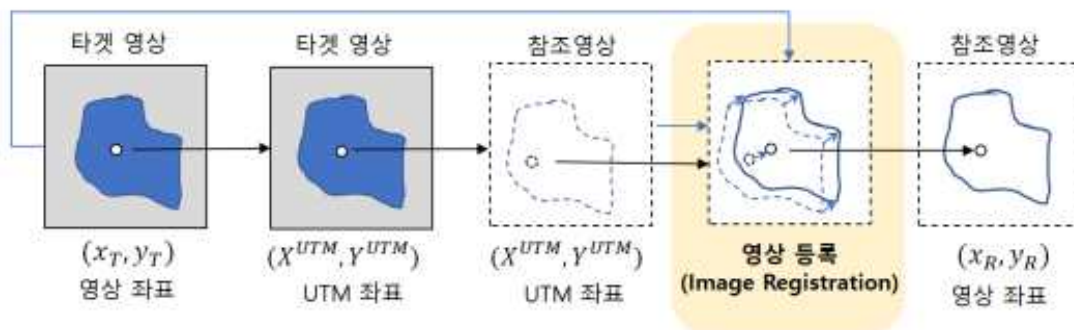 타겟 영상
타겟 영상
참조영상
참조영상
(x_T, y_T)
영상 좌표
(X^{UTM}, Y^{UTM})
UTM 좌표
(X^{UTM}, Y^{UTM})
UTM 좌표
영상 등록
(Image Registration)
(x_R, y_R)
영상 좌표